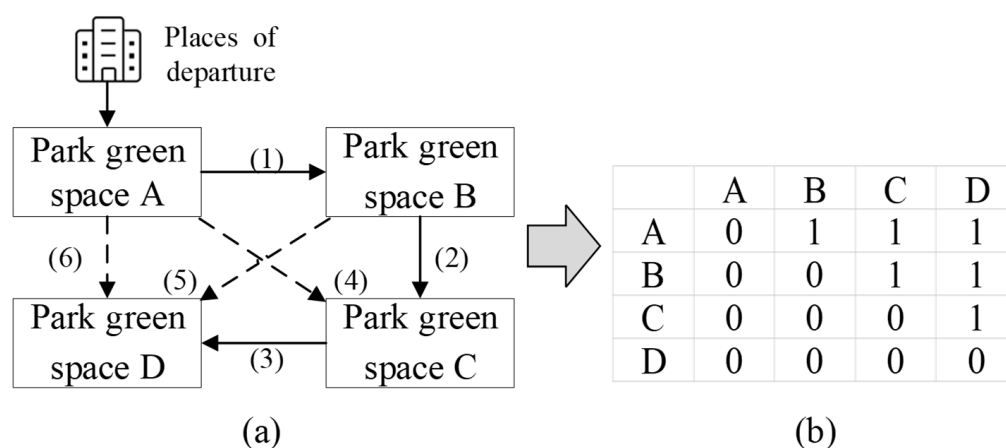 Places of
departure
Park green
space A
(1)
Park green
space B
(6)
(5)
(4)
(2)
Park green
space D
(3)
Park green
space C
(a)
A B C D
A 0 1 1 1
B 0 0 1 1
C 0 0 0 1
D 0 0 0 0
(b)